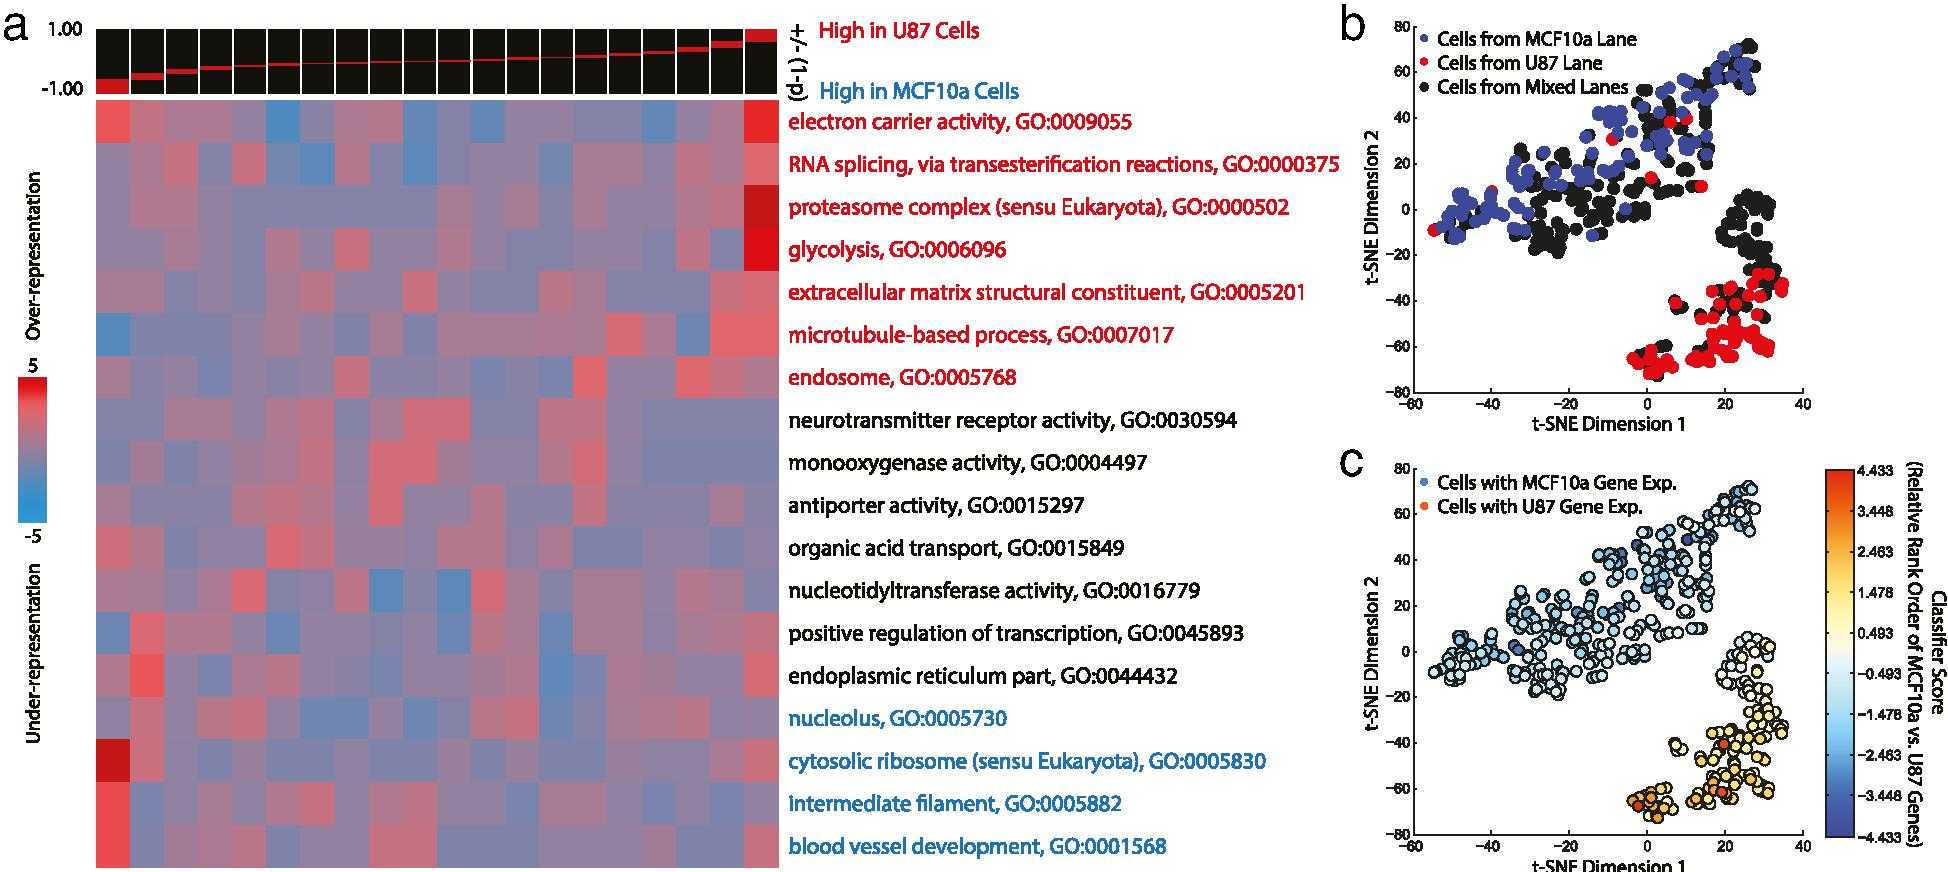 a
1.00
-1.00
+/- (1-p)
High in U87 Cells
High in MCF10a Cells
Over-representation
5
-5
Under-representation
electron carrier activity, GO:0009055
RNA splicing, via transesterification reactions, GO:0000375
proteasome complex (sensu Eukaryota), GO:0000502
glycolysis, GO:0006096
extracellular matrix structural constituent, GO:0005201
microtubule-based process, GO:0007017
endosome, GO:0005768
neurotransmitter receptor activity, GO:0030594
monooxygenase activity, GO:0004497
antiporter activity, GO:0015297
organic acid transport, GO:0015849
nucleotidyltransferase activity, GO:0016779
positive regulation of transcription, GO:0045893
endoplasmic reticulum part, GO:0044432
nucleolus, GO:0005730
cytosolic ribosome (sensu Eukaryota), GO:0005830
intermediate filament, GO:0005882
blood vessel development, GO:0001568
b
Cells from MCF10a Lane
Cells from U87 Lane
Cells from Mixed Lanes
t-SNE Dimension 2
80
60
40
20
0
−20
−40
−60
−80
−60
−40
−20
0
20
40
t-SNE Dimension 1
c
Cells with MCF10a Gene Exp.
Cells with U87 Gene Exp.
t-SNE Dimension 2
80
60
40
20
0
−20
−40
−60
−80
−60
−40
−20
0
20
40
t-SNE Dimension 1
4.433
3.448
2.463
1.478
0.493
−0.493
−1.478
−2.463
−3.448
−4.433
Classifier Score
(Relative Rank Order of MCF10a vs. U87 Genes)